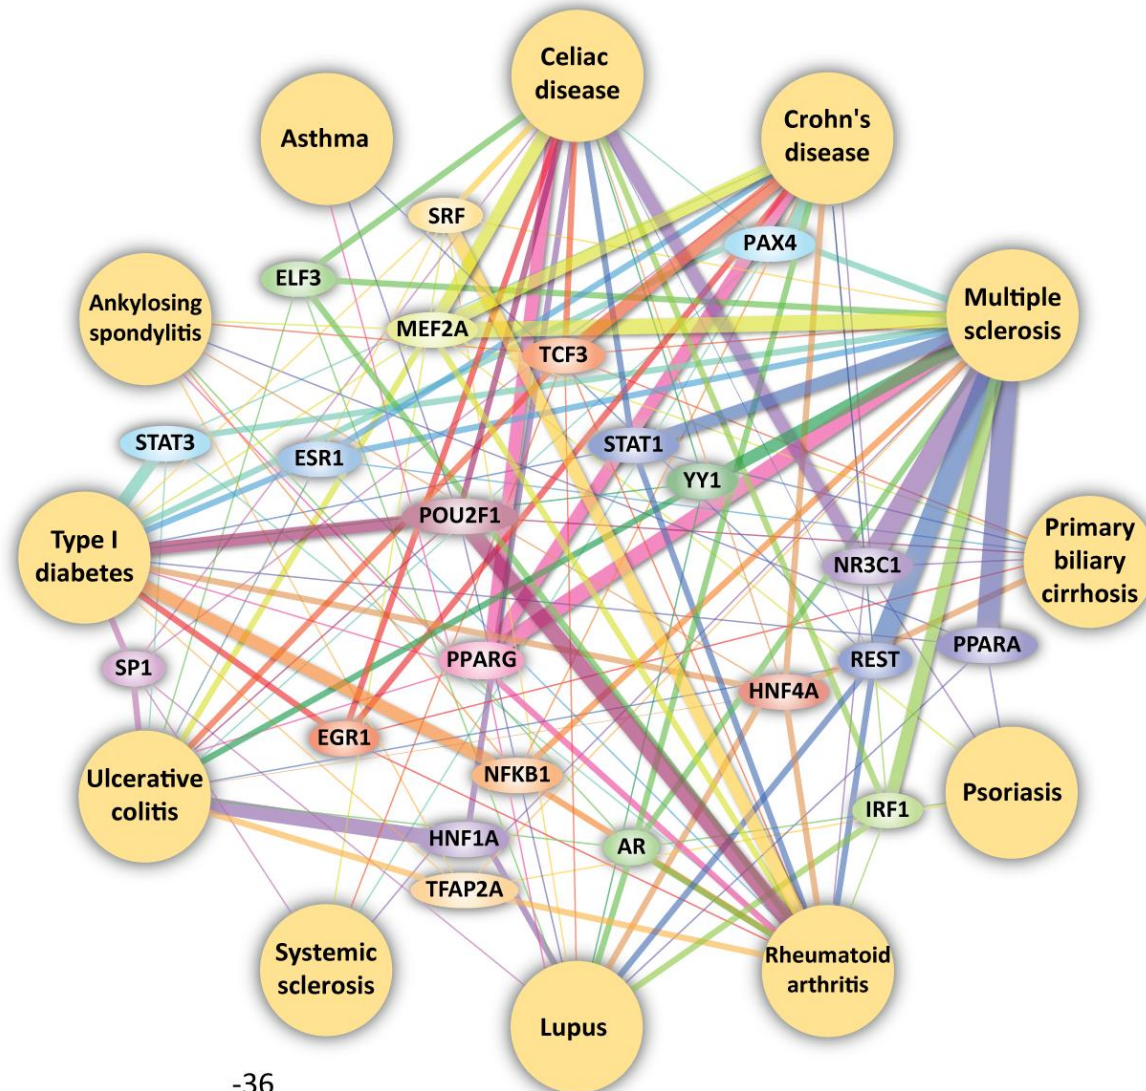 Celiac
disease
Crohn's
disease
Asthma
SRF
PAX4
ELF3
Multiple
sclerosis
Ankylosing
spondylitis
MEF2A
TCF3
STAT3
ESR1
STAT1
YY1
POU2F1
Type I
diabetes
Primary
biliary
cirrhosis
NR3C1
SP1
PPARG
REST
PPARA
HNF4A
EGR1
NFKB1
Ulcerative
colitis
Psoriasis
IRF1
HNF1A
AR
TFAP2A
Systemic
sclerosis
Rheumatoid
arthritis
Lupus
-36